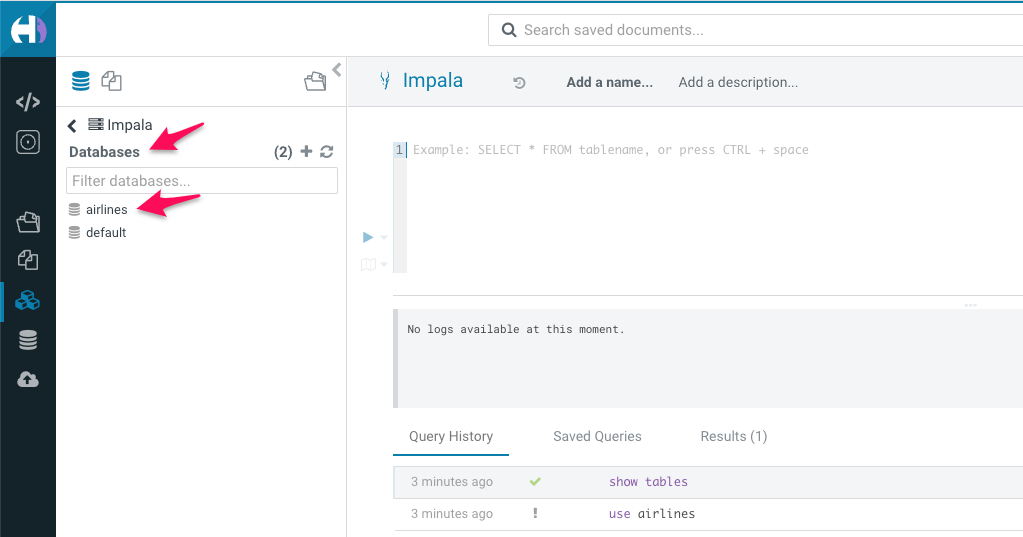 Search saved documents...
Impala
Add a name...
Add a description...
Impala
Databases (2)
Filter databases...
airlines
default
1 Example: SELECT * FROM tablename, or press CTRL + space
No logs available at this moment.
Query History Saved Queries Results (1)
3 minutes ago show tables
3 minutes ago ! use airlines